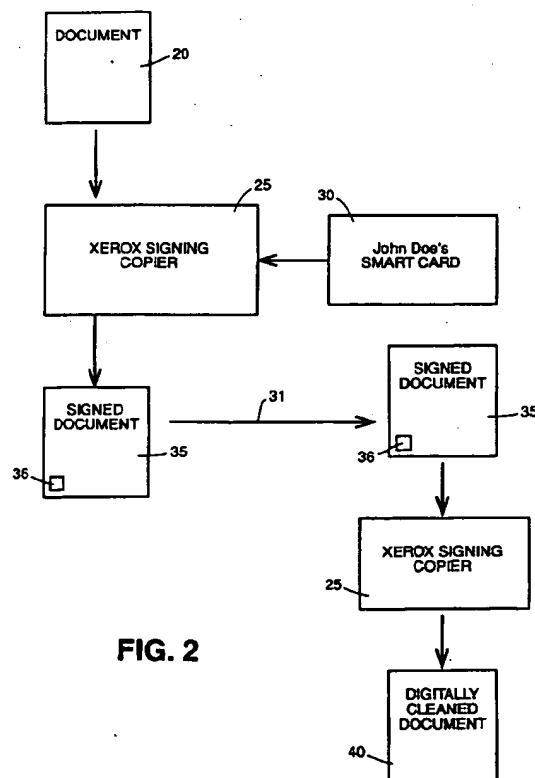 DOCUMENT
20
25
XEROX SIGNING
COPIER
30
John Doe's
SMART CARD
SIGNED
DOCUMENT
35
36
31
SIGNED
DOCUMENT
35
36
XEROX SIGNING
COPIER
25
FIG. 2
DIGITALLY
CLEANED
DOCUMENT
40